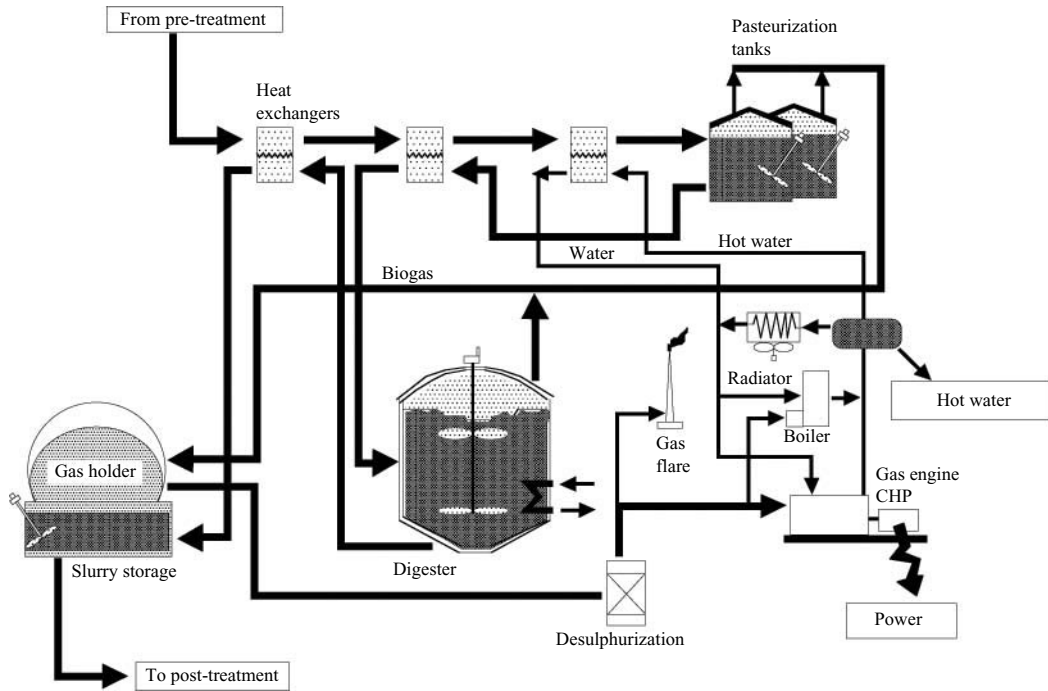 From pre-treatment
Pasteurization
tanks
Heat
exchangers
Water
Hot water
Biogas
Radiator
Hot water
Boiler
Gas
flare
Gas holder
Gas engine
CHP
Slurry storage
Digester
Power
Desulphurization
To post-treatment